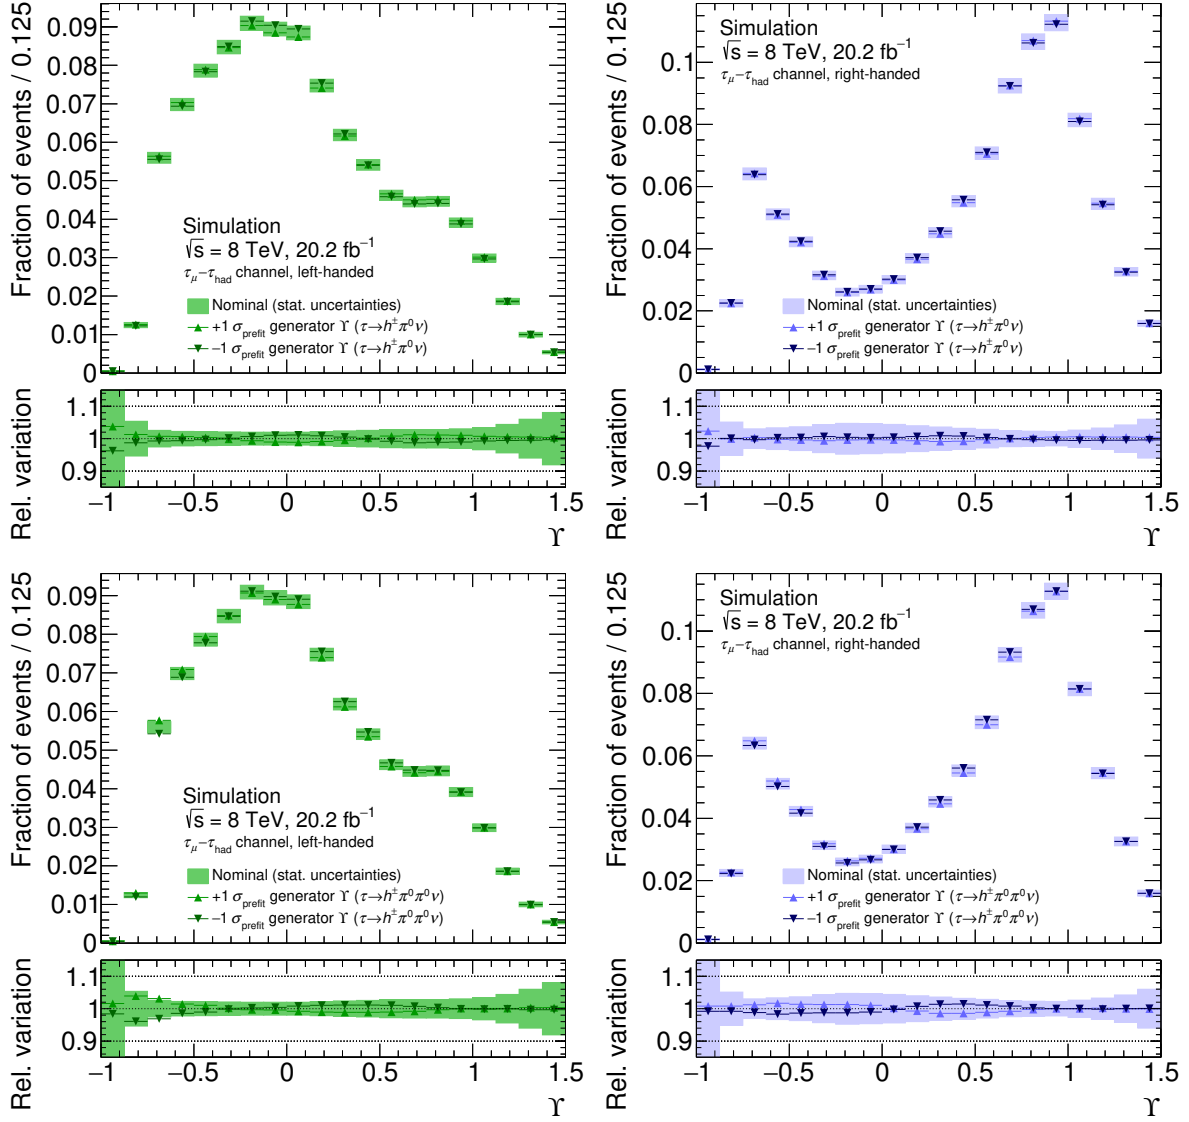 Fraction of events / 0.125
0.09
0.08
0.07
0.06
0.05
0.04
0.03
0.02
0.01
0
Simulation
√s = 8 TeV, 20.2 fb⁻¹
τμ−τhad channel, left-handed
Nominal (stat. uncertainties)
+1 σprefit generator ϒ (τ→h±π⁰ν)
−1 σprefit generator ϒ (τ→h±π⁰ν)
Rel. variation
1.1
1
0.9
−1 −0.5 0 0.5 1 1.5
ϒ
Fraction of events / 0.125
0.1
0.08
0.06
0.04
0.02
0
Simulation
√s = 8 TeV, 20.2 fb⁻¹
τμ−τhad channel, right-handed
Nominal (stat. uncertainties)
+1 σprefit generator ϒ (τ→h±π⁰ν)
−1 σprefit generator ϒ (τ→h±π⁰ν)
Rel. variation
1.1
1
0.9
−1 −0.5 0 0.5 1 1.5
ϒ
Fraction of events / 0.125
0.09
0.08
0.07
0.06
0.05
0.04
0.03
0.02
0.01
0
Simulation
√s = 8 TeV, 20.2 fb⁻¹
τμ−τhad channel, left-handed
Nominal (stat. uncertainties)
+1 σprefit generator ϒ (τ→h±π⁰π⁰ν)
−1 σprefit generator ϒ (τ→h±π⁰π⁰ν)
Rel. variation
1.1
1
0.9
−1 −0.5 0 0.5 1 1.5
ϒ
Fraction of events / 0.125
0.1
0.08
0.06
0.04
0.02
0
Simulation
√s = 8 TeV, 20.2 fb⁻¹
τμ−τhad channel, right-handed
Nominal (stat. uncertainties)
+1 σprefit generator ϒ (τ→h±π⁰π⁰ν)
−1 σprefit generator ϒ (τ→h±π⁰π⁰ν)
Rel. variation
1.1
1
0.9
−1 −0.5 0 0.5 1 1.5
ϒ